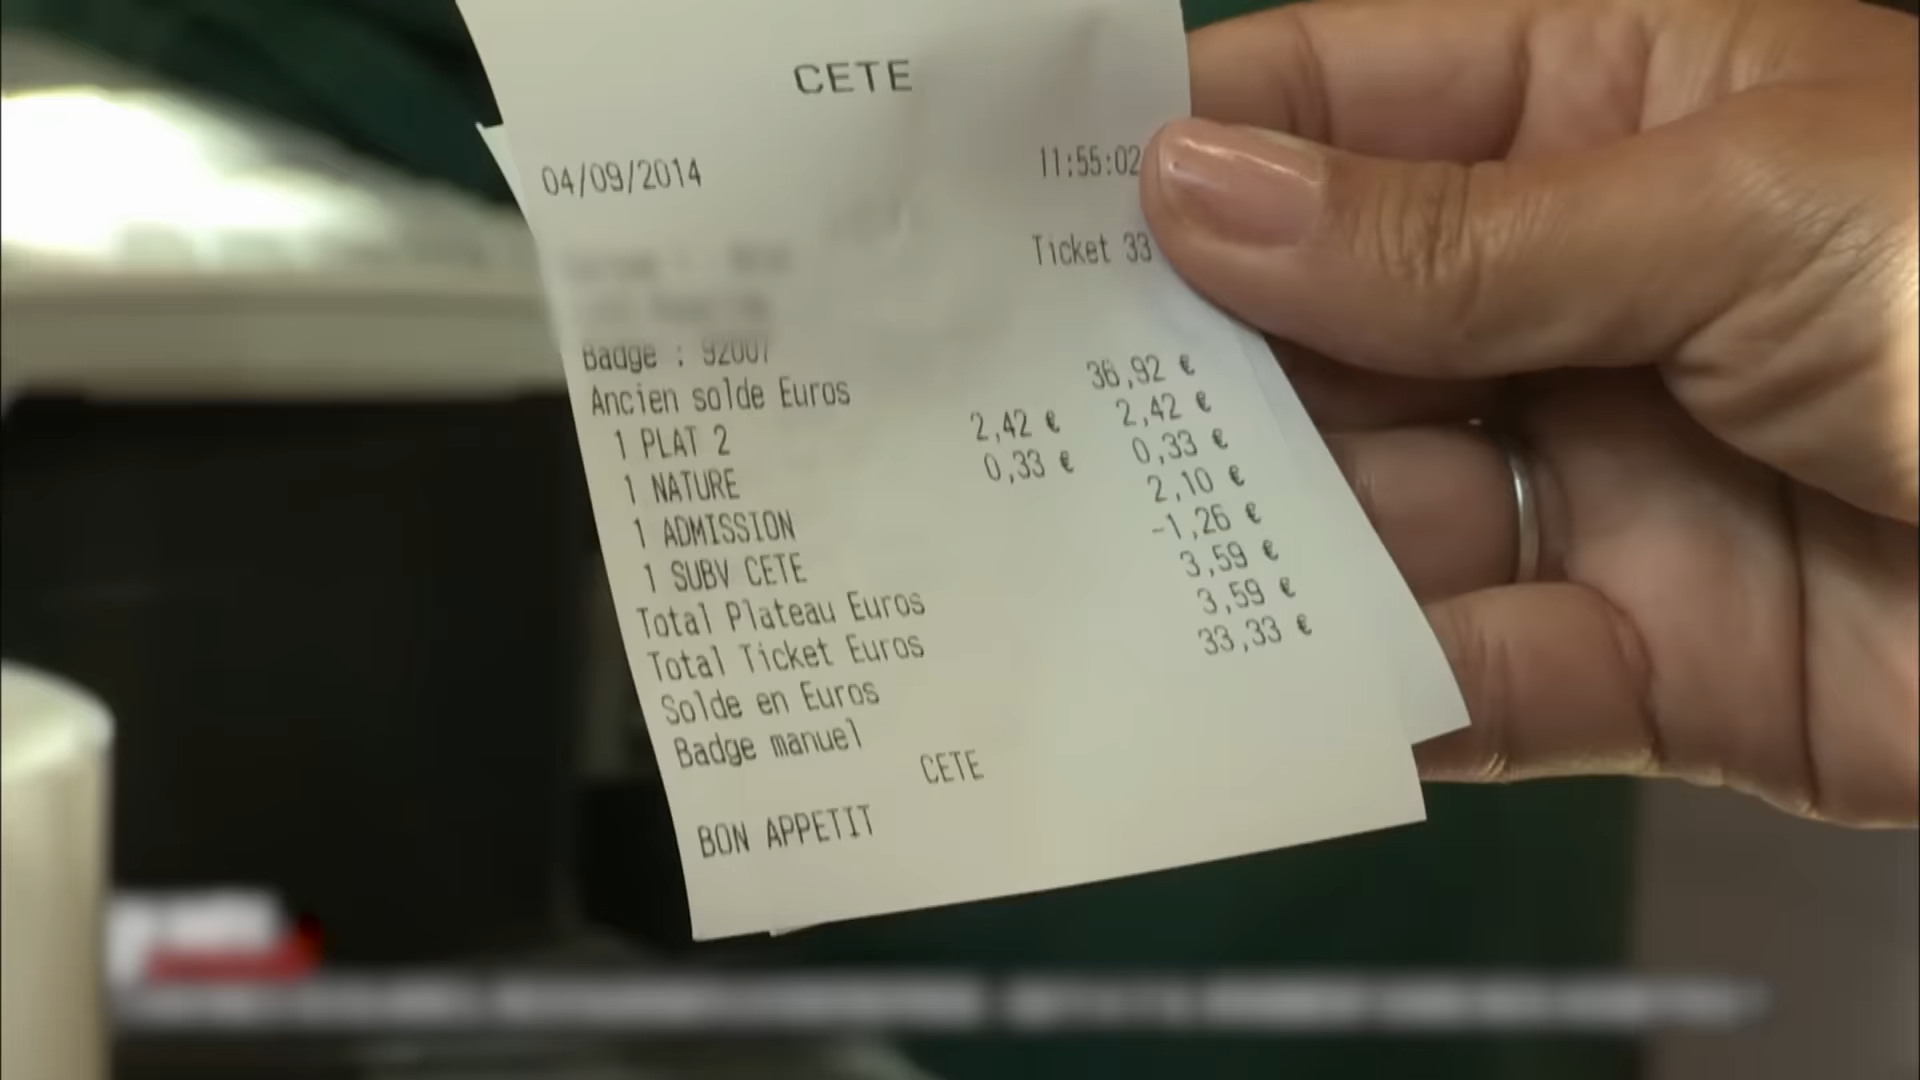 CETE
04/09/2014 11:55:02
Ticket 33
Badge : 92007
Ancien solde Euros 36,92 €
1 PLAT 2 2,42 € 2,42 €
1 NATURE 0,33 € 0,33 €
1 ADMISSION 2,10 €
1 SUBV CETE -1,26 €
Total Plateau Euros 3,59 €
Total Ticket Euros 3,59 €
Solde en Euros 33,33 €
Badge manuel
CETE
BON APPETIT